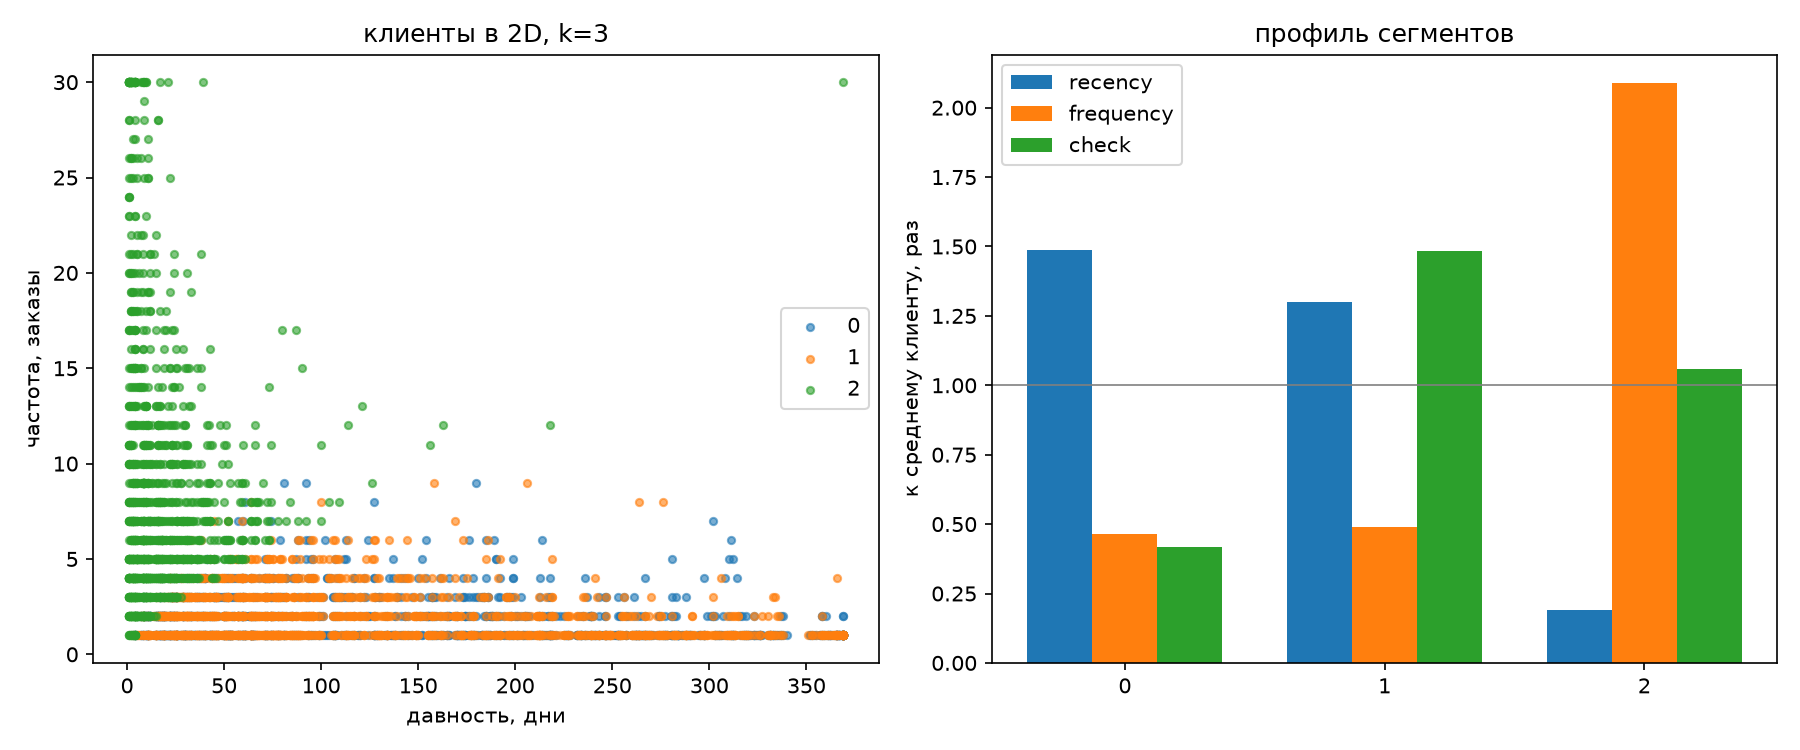 клиенты в 2D, k=3
частота, заказы
30
25
20
15
10
5
0
0
1
2
0 50 100 150 200 250 300 350
давность, дни
профиль сегментов
к среднему клиенту, раз
recency
frequency
check
2.00
1.75
1.50
1.25
1.00
0.75
0.50
0.25
0.00
0 1 2